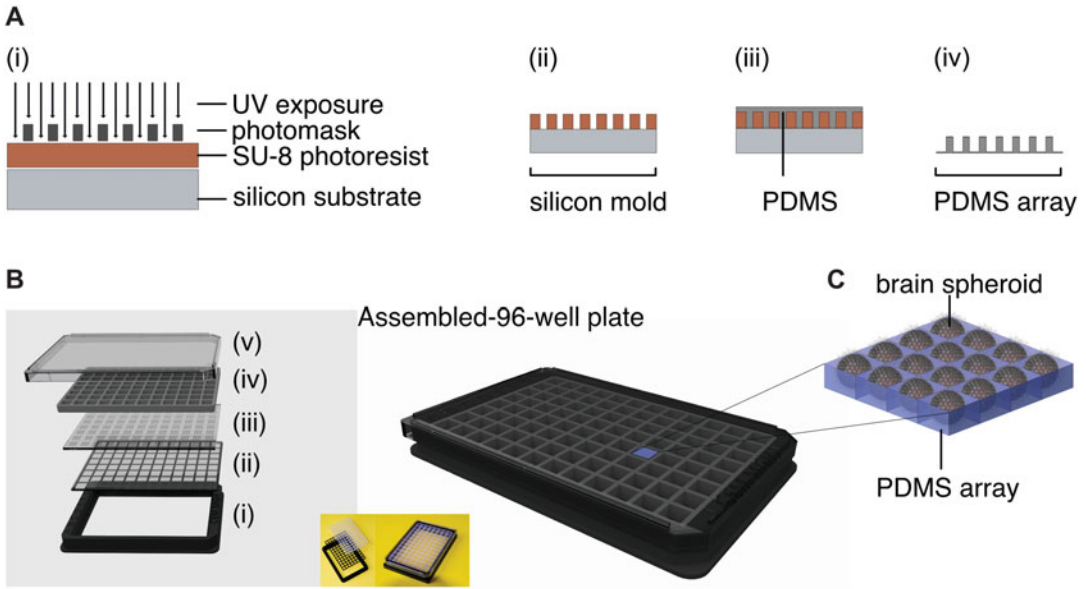 A
(i)
UV exposure
photomask
SU-8 photoresist
silicon substrate
(ii)
silicon mold
(iii)
PDMS
(iv)
PDMS array
B
(v)
(iv)
(iii)
(ii)
(i)
Assembled-96-well plate
C
brain spheroid
PDMS array